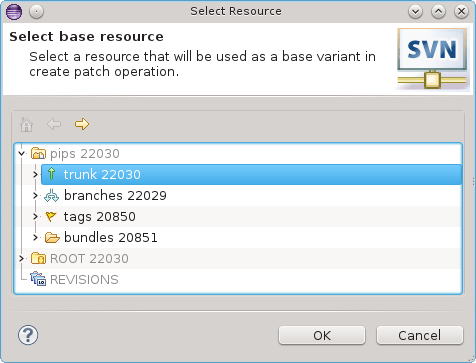 Select Resource
Select base resource
Select a resource that will be used as a base variant in
create patch operation.
SVN
pips 22030
trunk 22030
branches 22029
tags 20850
bundles 20851
ROOT 22030
REVISIONS
?
OK
Cancel